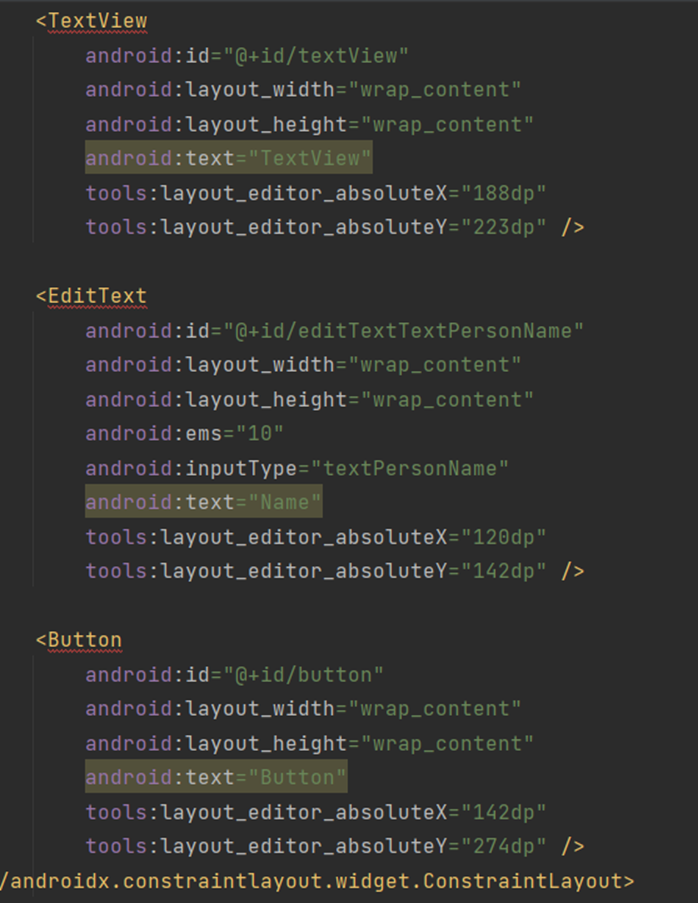 <TextView
android:id="@+id/textView"
android:layout_width="wrap_content"
android:layout_height="wrap_content"
android:text="TextView"
tools:layout_editor_absoluteX="188dp"
tools:layout_editor_absoluteY="223dp" />
<EditText
android:id="@+id/editTextTextPersonName"
android:layout_width="wrap_content"
android:layout_height="wrap_content"
android:ems="10"
android:inputType="textPersonName"
android:text="Name"
tools:layout_editor_absoluteX="120dp"
tools:layout_editor_absoluteY="142dp" />
<Button
android:id="@+id/button"
android:layout_width="wrap_content"
android:layout_height="wrap_content"
android:text="Button"
tools:layout_editor_absoluteX="142dp"
tools:layout_editor_absoluteY="274dp" />
/androidx.constraintlayout.widget.ConstraintLayout>